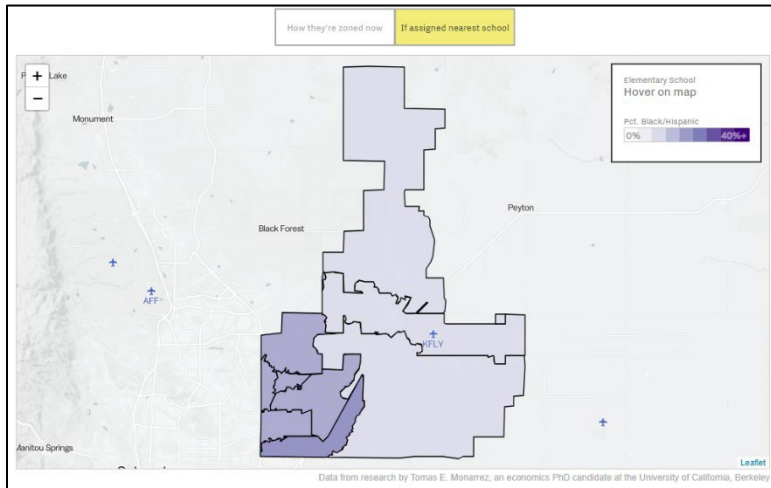 How they're zoned now
If assigned nearest school
+
−
Lake
Monument
Black Forest
Peyton
AFF
KFLY
Manitou Springs
Elementary School
Hover on map
Pct. Black/Hispanic
0% 40%+
Leaflet
Data from research by Tomas E. Monarrez, an economics PhD candidate at the University of California, Berkeley